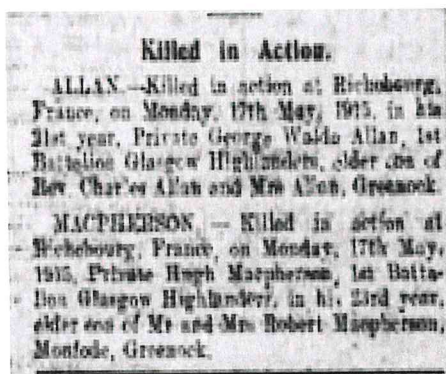 Killed in Action.
ALLAN.—Killed in action at Richebourg,
France, on Monday, 17th May, 1915, in his
21st year, Private George Waldo Allan, 1st
Battalion Glasgow Highlanders, elder son of
Rev. Charles Allan and Mrs Allan, Greenock.
MACPHERSON.—Killed in action at
Richebourg, France, on Monday, 17th May,
1915, Private Hugh Macpherson, 1st Batta-
lion Glasgow Highlanders, in his 23rd year,
elder son of Mr and Mrs Robert Macpherson,
Monfode, Greenock.